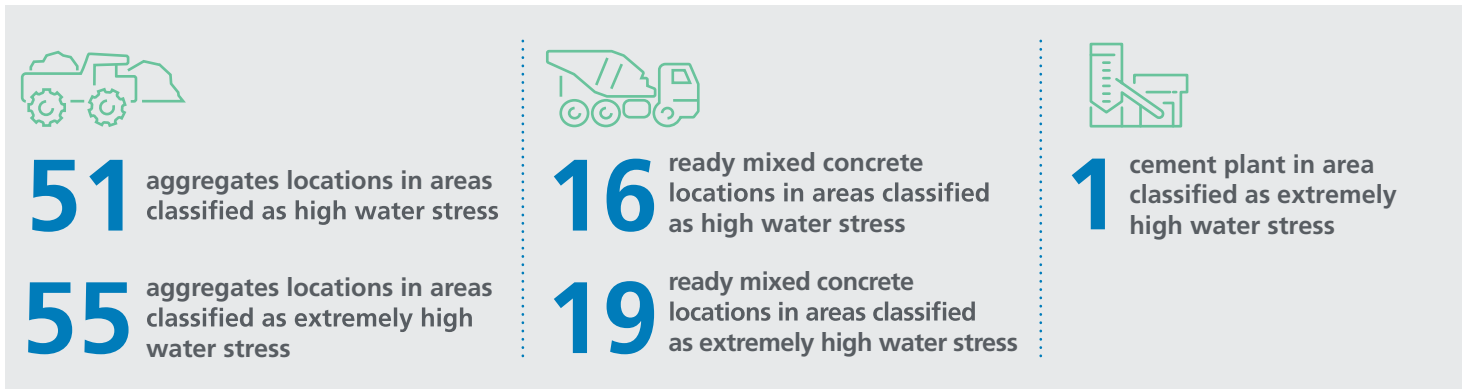 51
aggregates locations in areas
classified as high water stress
55
aggregates locations in areas
classified as extremely high
water stress
16
ready mixed concrete
locations in areas classified
as high water stress
19
ready mixed concrete
locations in areas classified
as extremely high water stress
1
cement plant in area
classified as extremely
high water stress